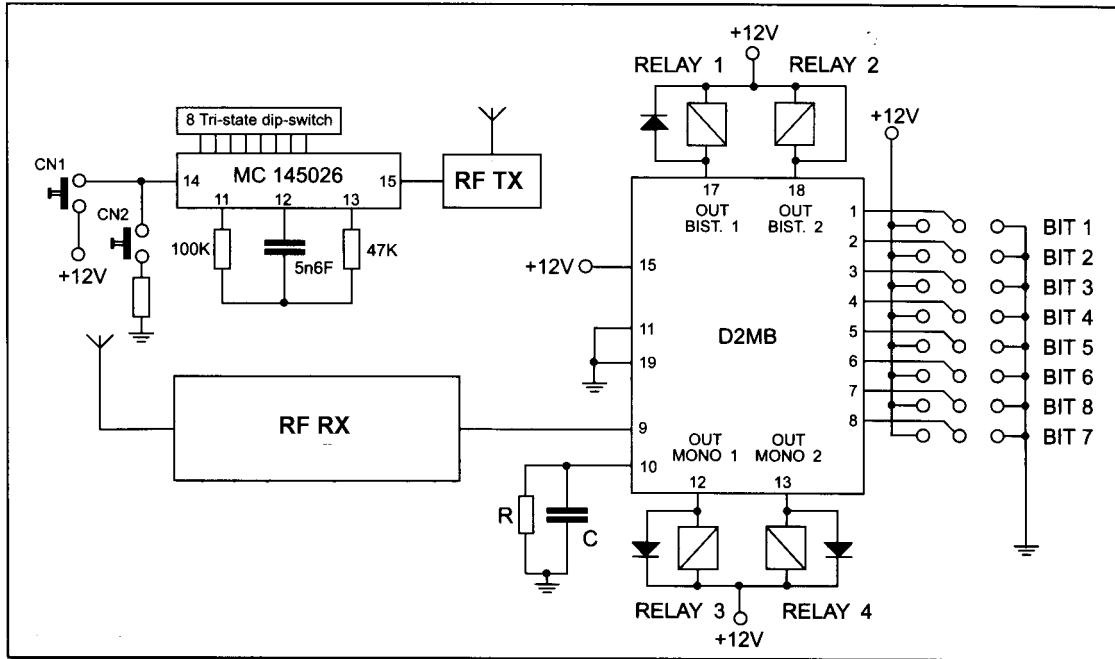 +12V
RELAY 1
RELAY 2
8 Tri-state dip-switch
+12V
CN1
14
MC 145026
15
RF TX
11
12
13
17
18
CN2
OUT
BIST. 1
OUT
BIST. 2
1
BIT 1
100K
5n6F
47K
2
BIT 2
+12V
+12V
15
3
BIT 3
4
BIT 4
11
D2MB
5
BIT 5
19
6
BIT 6
7
BIT 8
RF RX
9
8
BIT 7
OUT
MONO 1
OUT
MONO 2
10
12
13
R
C
RELAY 3
RELAY 4
+12V